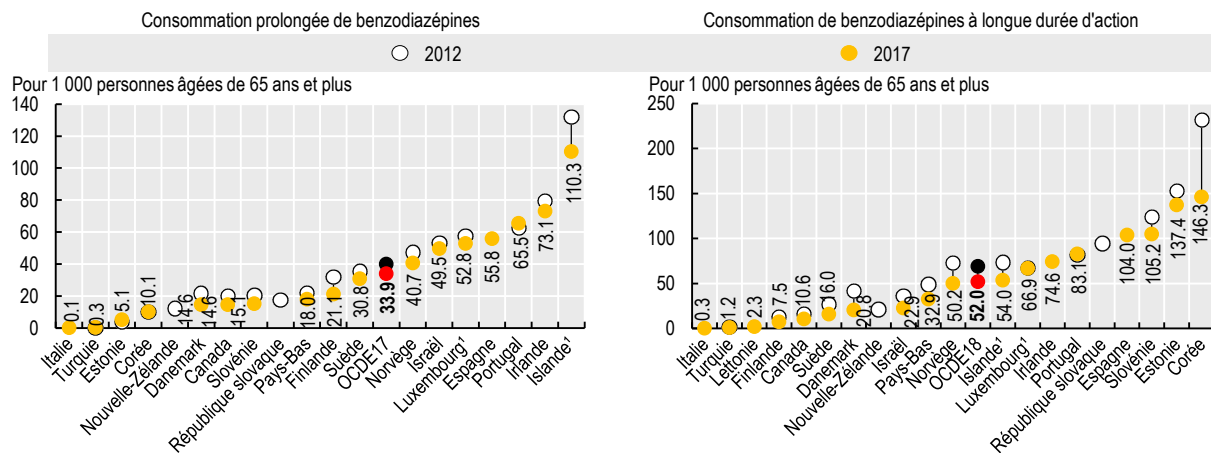 Consommation prolongée de benzodiazépines
Consommation de benzodiazépines à longue durée d'action
2012
2017
Pour 1 000 personnes âgées de 65 ans et plus
140
120
100
80
60
40
20
0
0.1
0.3
5.1
10.1
14.6
14.6
15.1
18.0
21.1
30.8
33.9
40.7
49.5
52.8
55.8
65.5
73.1
110.3
Italie
Turquie
Estonie
Corée
Nouvelle-Zélande
Danemark
Canada
Slovénie
République slovaque
Pays-Bas
Finlande
Suède
OCDE17
Norvège
Israël
Luxembourg¹
Espagne
Portugal
Irlande
Islande¹
Pour 1 000 personnes âgées de 65 ans et plus
250
200
150
100
50
0
0.3
1.2
2.3
7.5
10.6
16.0
20.8
22.9
32.9
50.2
52.0
54.0
66.9
74.6
83.1
104.0
105.2
137.4
146.3
Italie
Turquie
Lettonie
Finlande
Canada
Suède
Danemark
Nouvelle-Zélande
Israël
Pays-Bas
Norvège
OCDE18
Islande¹
Luxembourg¹
Irlande
Portugal
République slovaque
Espagne
Slovénie
Estonie
Corée